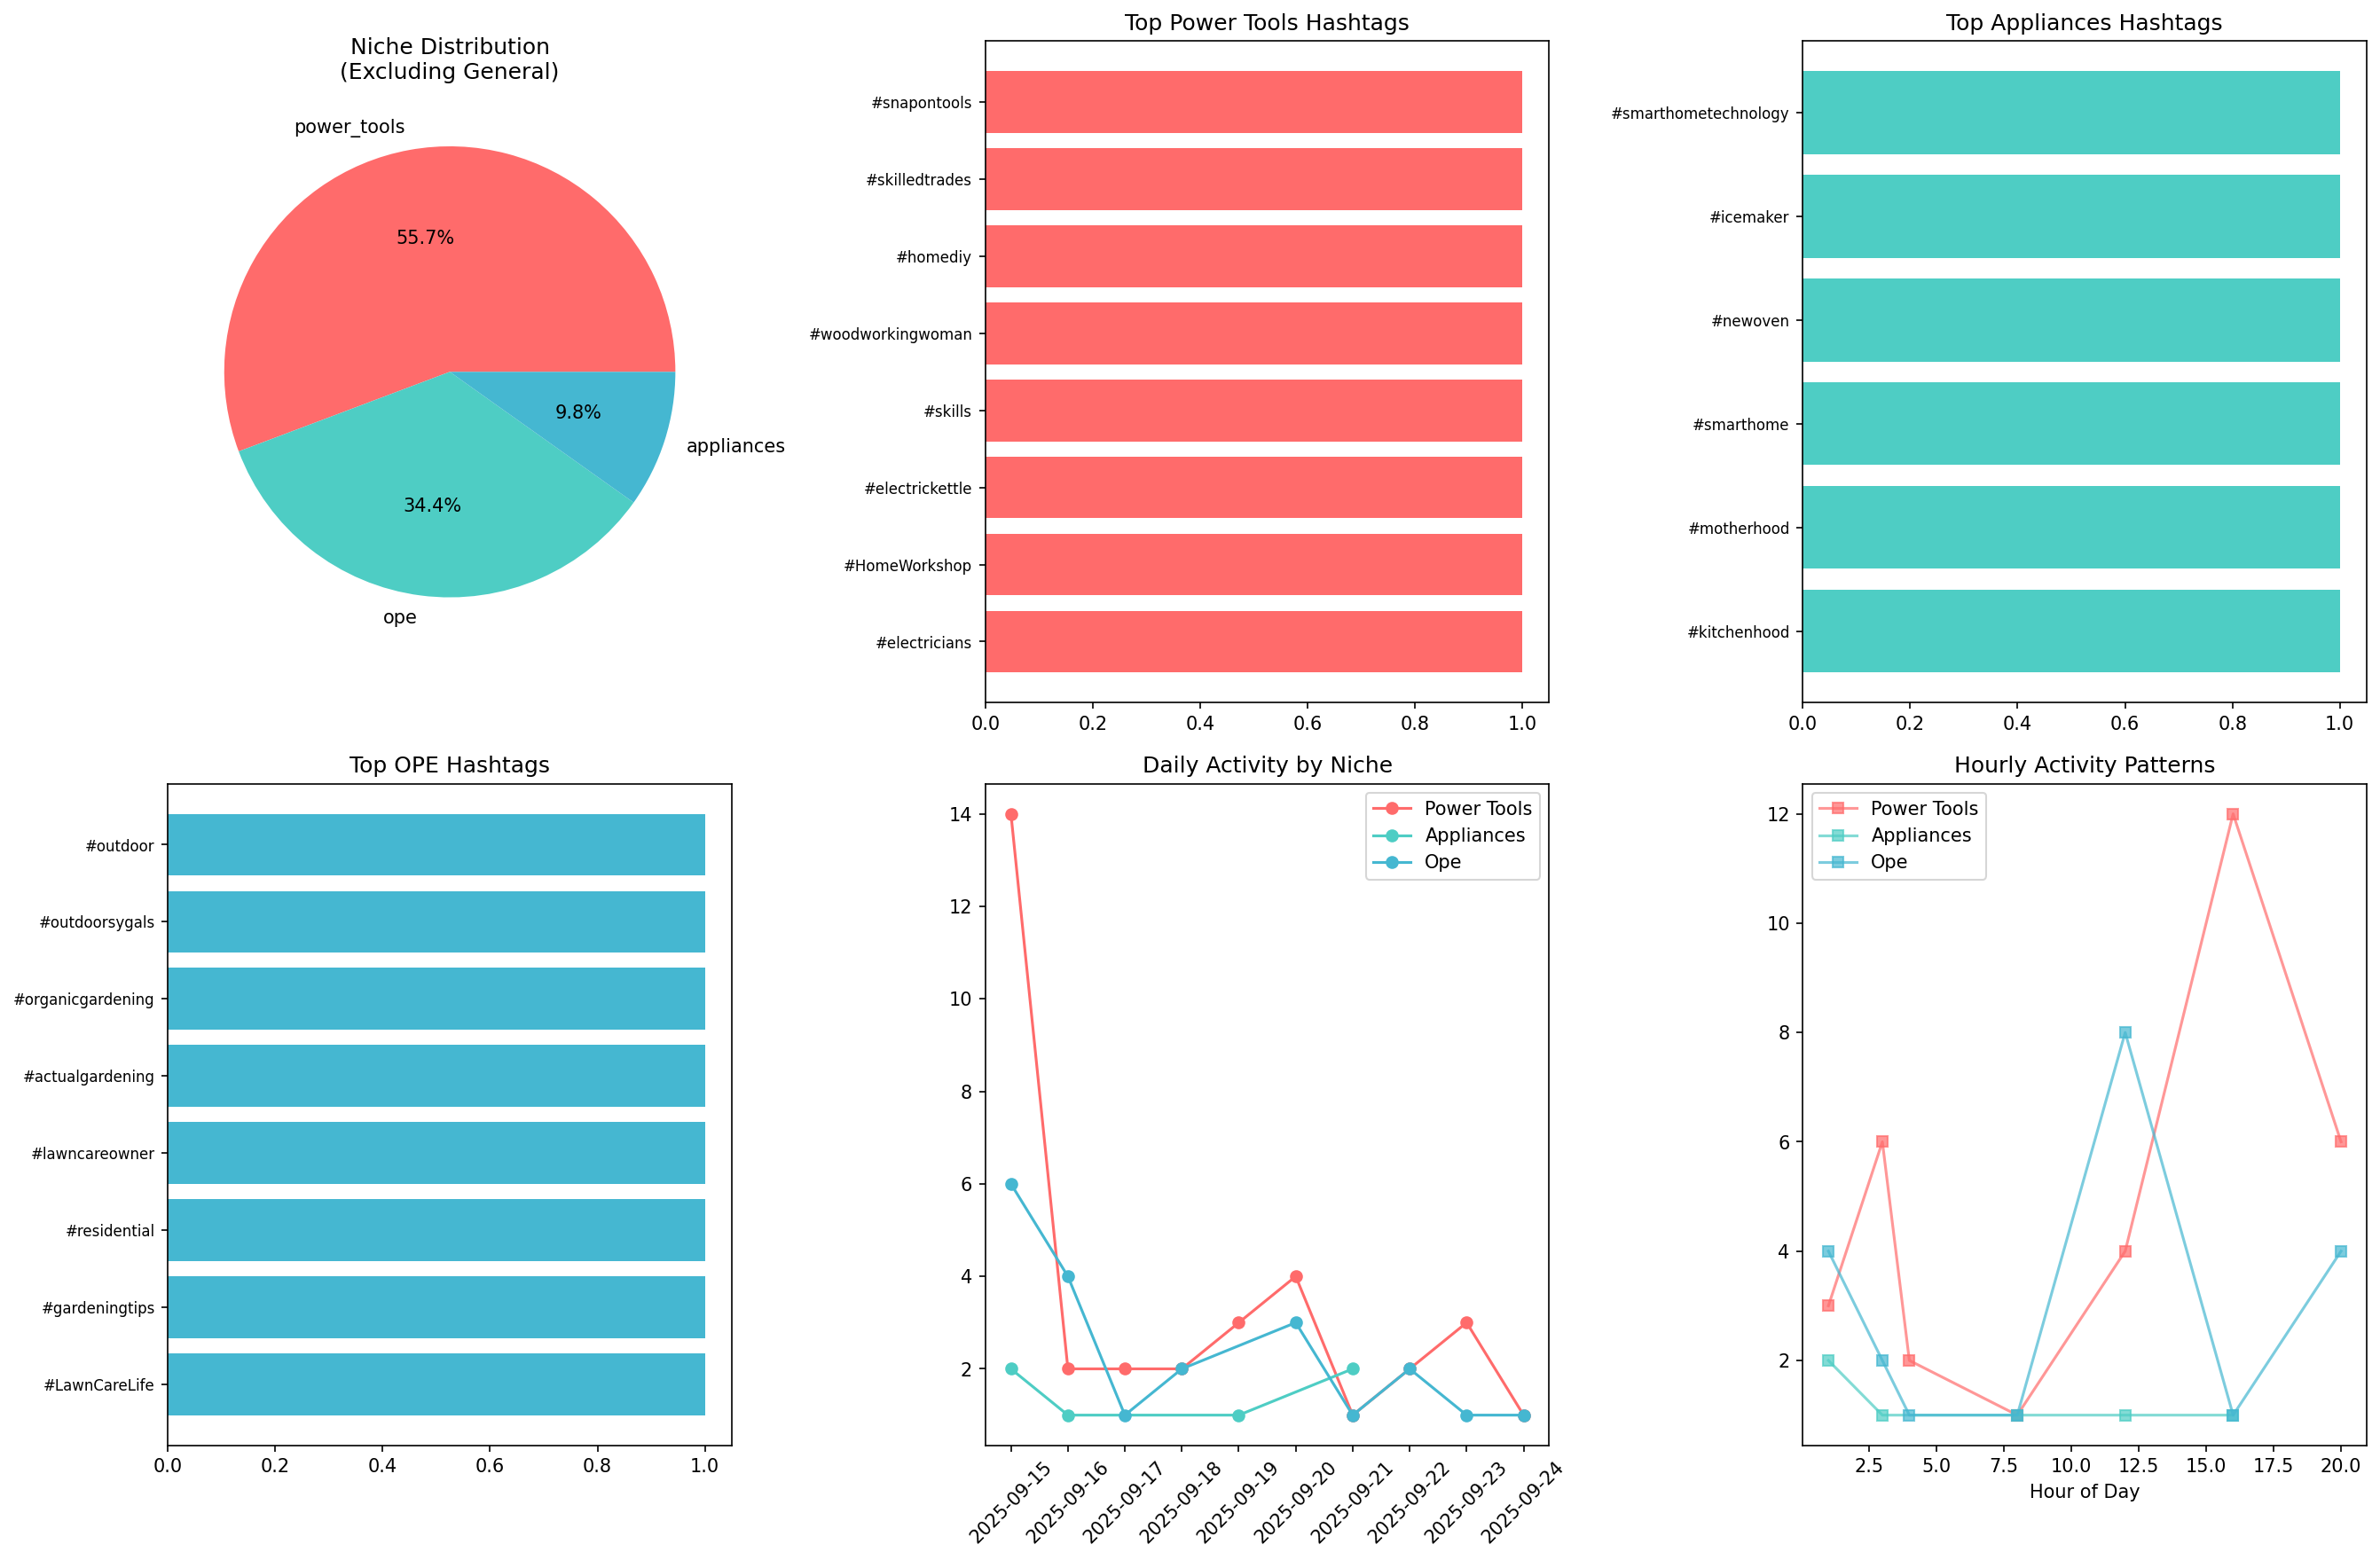 Niche Distribution
(Excluding General)
power_tools
55.7%
9.8%
appliances
34.4%
ope
Top Power Tools Hashtags
#snapontools
#skilledtrades
#homediy
#woodworkingwoman
#skills
#electrickettle
#HomeWorkshop
#electricians
0.0 0.2 0.4 0.6 0.8 1.0
Top Appliances Hashtags
#smarthometechnology
#icemaker
#newoven
#smarthome
#motherhood
#kitchenhood
0.0 0.2 0.4 0.6 0.8 1.0
Top OPE Hashtags
#outdoor
#outdoorsygals
#organicgardening
#actualgardening
#lawncareowner
#residential
#gardeningtips
#LawnCareLife
0.0 0.2 0.4 0.6 0.8 1.0
Daily Activity by Niche
Power Tools
Appliances
Ope
14
12
10
8
6
4
2
2025-09-15 2025-09-16 2025-09-17 2025-09-18 2025-09-19 2025-09-20 2025-09-21 2025-09-22 2025-09-23 2025-09-24
Hourly Activity Patterns
Power Tools
Appliances
Ope
12
10
8
6
4
2
2.5 5.0 7.5 10.0 12.5 15.0 17.5 20.0
Hour of Day